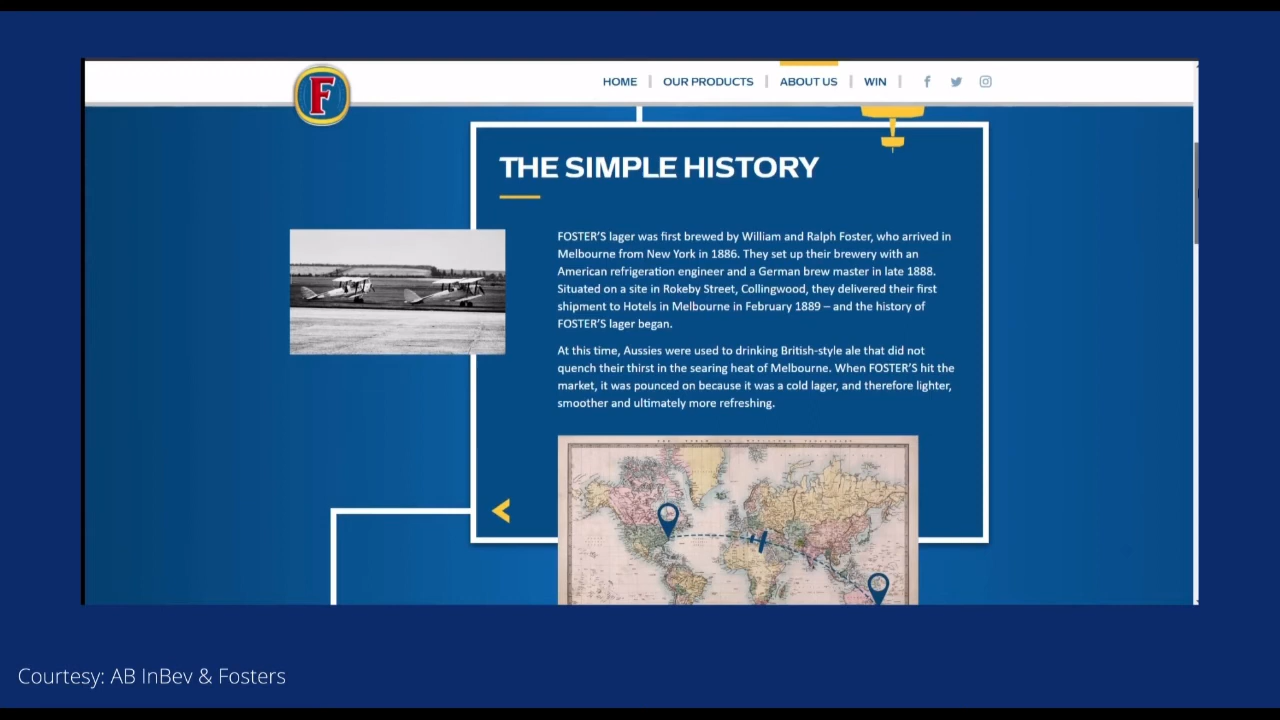 F
HOME
OUR PRODUCTS
ABOUT US
WIN
THE SIMPLE HISTORY
FOSTER'S lager was first brewed by William and Ralph Foster, who arrived in
Melbourne from New York in 1886. They set up their brewery with an
American refrigeration engineer and a German brew master in late 1888.
Situated on a site in Rokeby Street, Collingwood, they delivered their first
shipment to Hotels in Melbourne in February 1889 – and the history of
FOSTER'S lager began.
At this time, Aussies were used to drinking British-style ale that did not
quench their thirst in the searing heat of Melbourne. When FOSTER'S hit the
market, it was pounced on because it was a cold lager, and therefore lighter,
smoother and ultimately more refreshing.
Courtesy: AB InBev & Fosters